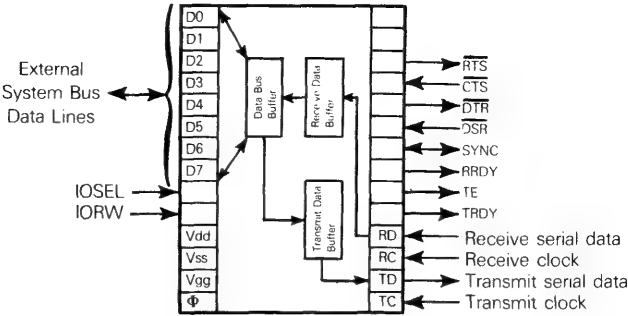 D0
D1
D2
D3
D4
D5
D6
D7
External
System Bus
Data Lines
IOSEL
IORW
Vdd
Vss
Vgg
Φ
Data Bus
Buffer
Receive Data
Buffer
Transmit Data
Buffer
RTS
CTS
DTR
DSR
SYNC
RRDY
TE
TRDY
RD
Receive serial data
RC
Receive clock
TD
Transmit serial data
TC
Transmit clock